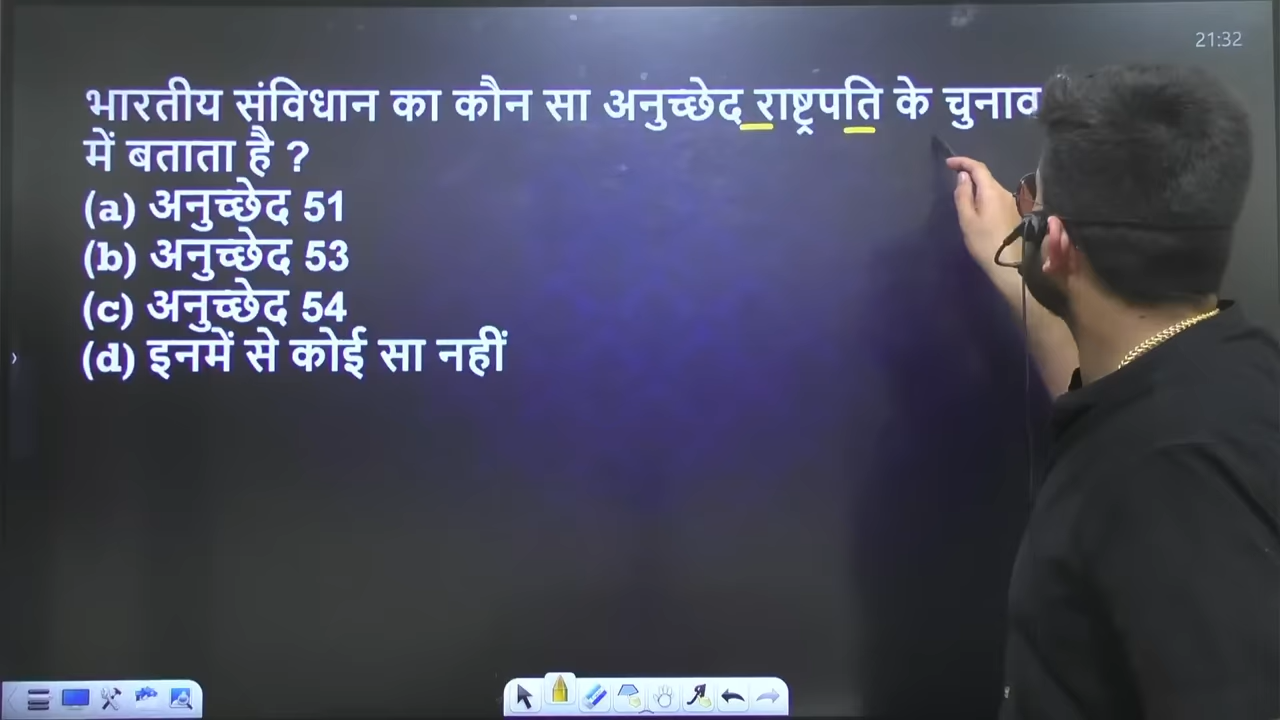 21:32
भारतीय संविधान का कौन सा अनुच्छेद राष्ट्रपति के चुनाव
में बताता है ?
(a) अनुच्छेद 51
(b) अनुच्छेद 53
(c) अनुच्छेद 54
(d) इनमें से कोई सा नहीं